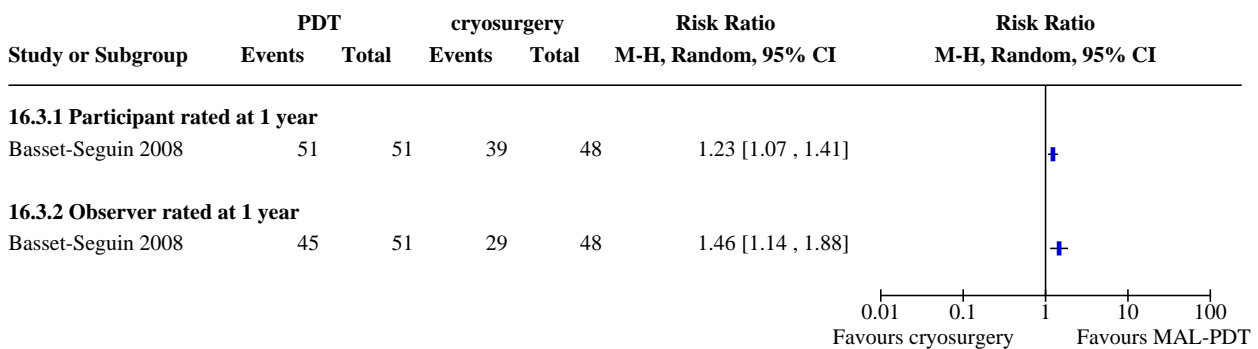 PDT cryosurgery Risk Ratio Risk Ratio
Study or Subgroup Events Total Events Total M-H, Random, 95% CI M-H, Random, 95% CI
16.3.1 Participant rated at 1 year
Basset-Seguin 2008 51 51 39 48 1.23 [1.07 , 1.41]
16.3.2 Observer rated at 1 year
Basset-Seguin 2008 45 51 29 48 1.46 [1.14 , 1.88]
0.01 0.1 1 10 100
Favours cryosurgery Favours MAL-PDT